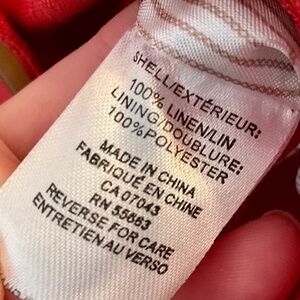 SHELL/EXTÉRIEUR:
100% LINEN/LIN
LINING/DOUBLURE:
100%POLYESTER
MADE IN CHINA
FABRIQUÉ EN CHINE
CA 07043
RN 55693
REVERSE FOR CARE
ENTRETIEN AU VERSO